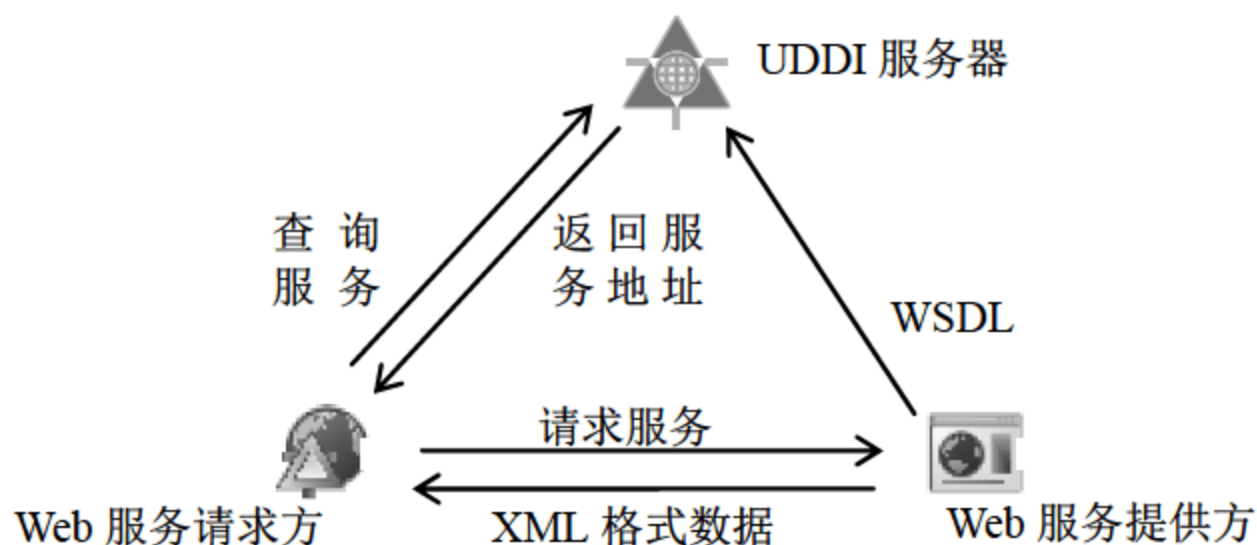 UDDI 服务器
查 询
服 务
返 回 服
务 地 址
WSDL
请求服务
Web 服务请求方
XML 格式数据
Web 服务提供方